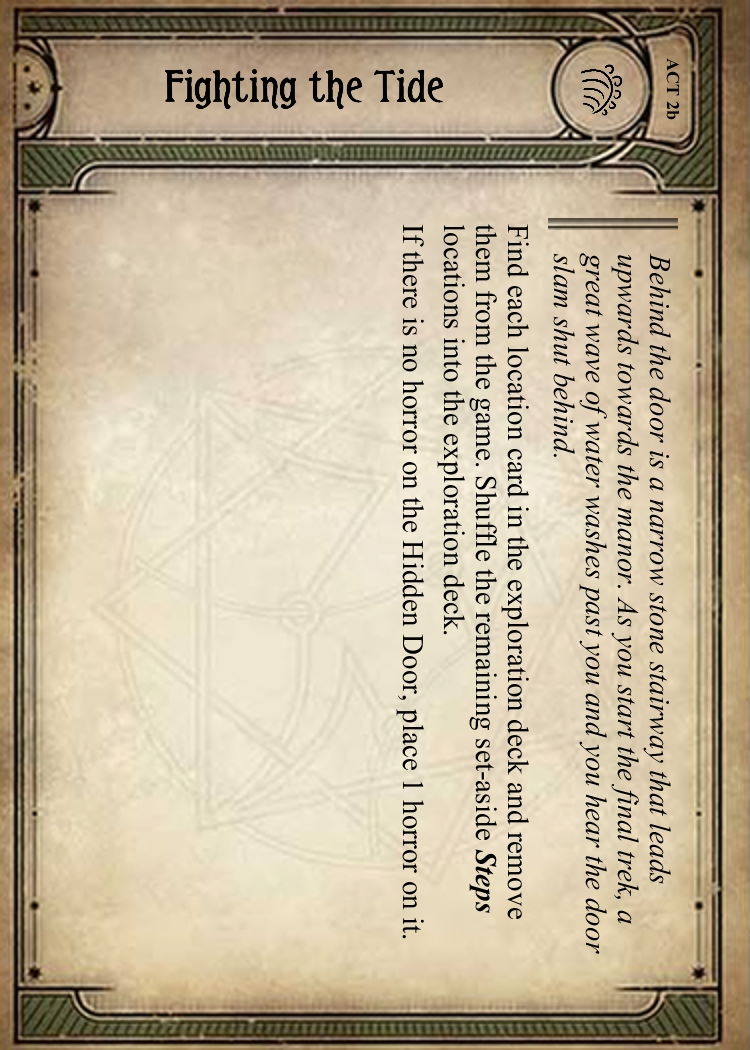 ACT 2b
Fighting the Tide
Behind the door is a narrow stone stairway that leads
upwards towards the manor. As you start the final trek, a
great wave of water washes past you and you hear the door
slam shut behind.
Find each location card in the exploration deck and remove
them from the game. Shuffle the remaining set-aside Steps
locations into the exploration deck.
If there is no horror on the Hidden Door, place 1 horror on it.